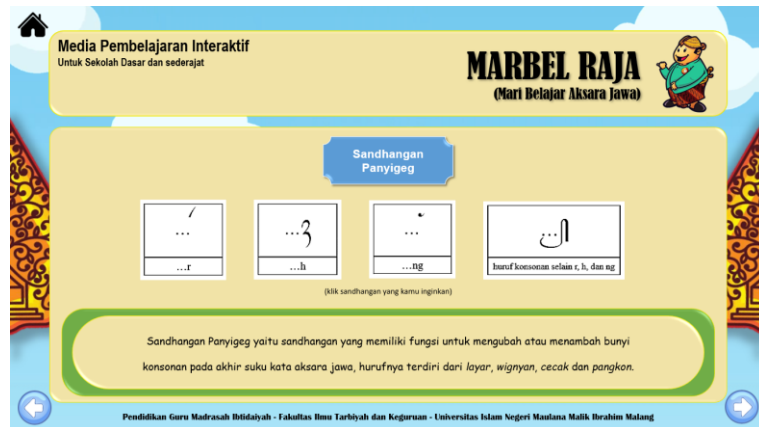 Media Pembelajaran Interaktif
Untuk Sekolah Dasar dan sederajat
MARBEL RAJA
(Mari Belajar Aksara Jawa)
Sandhangan
Panyigeg
...r
...h
...ng
huruf konsonan selain r, h, dan ng
(klik sandhangan yang kamu inginkan)
Sandhangan Panyigeg yaitu sandhangan yang memiliki fungsi untuk mengubah atau menambah bunyi
konsonan pada akhir suku kata aksara jawa, hurufnya terdiri dari layar, wignyan, cecak dan pangkon.
Pendidikan Guru Madrasah Ibtidaiyah - Fakultas Ilmu Tarbiyah dan Keguruan - Universitas Islam Negeri Maulana Malik Ibrahim Malang